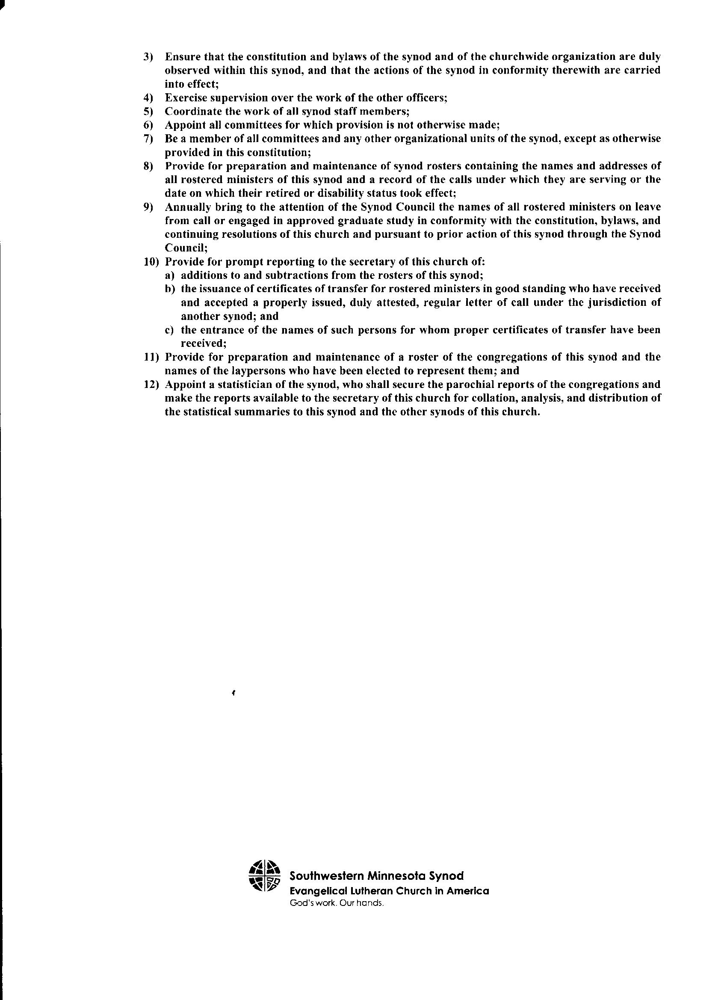 3) Ensure that the constitution and bylaws of the synod and of the churchwide organization are duly
observed within this synod, and that the actions of the synod in conformity therewith are carried
into effect;
4) Exercise supervision over the work of the other officers;
5) Coordinate the work of all synod staff members;
6) Appoint all committees for which provision is not otherwise made;
7) Be a member of all committees and any other organizational units of the synod, except as otherwise
provided in this constitution;
8) Provide for preparation and maintenance of synod rosters containing the names and addresses of
all rostered ministers of this synod and a record of the calls under which they are serving or the
date on which their retired or disability status took effect;
9) Annually bring to the attention of the Synod Council the names of all rostered ministers on leave
from call or engaged in approved graduate study in conformity with the constitution, bylaws, and
continuing resolutions of this church and pursuant to prior action of this synod through the Synod
Council;
10) Provide for prompt reporting to the secretary of this church of:
a) additions to and subtractions from the rosters of this synod;
b) the issuance of certificates of transfer for rostered ministers in good standing who have received
and accepted a properly issued, duly attested, regular letter of call under the jurisdiction of
another synod; and
c) the entrance of the names of such persons for whom proper certificates of transfer have been
received;
11) Provide for preparation and maintenance of a roster of the congregations of this synod and the
names of the laypersons who have been elected to represent them; and
12) Appoint a statistician of the synod, who shall secure the parochial reports of the congregations and
make the reports available to the secretary of this church for collation, analysis, and distribution of
the statistical summaries to this synod and the other synods of this church.
Southwestern Minnesota Synod
Evangelical Lutheran Church in America
God's work. Our hands.